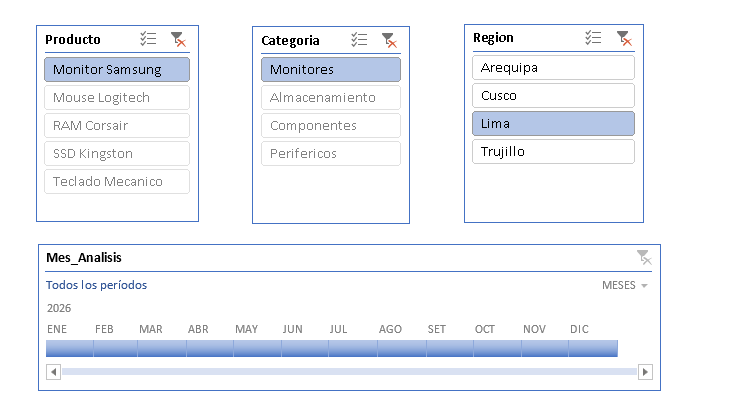 Producto
Monitor Samsung
Mouse Logitech
RAM Corsair
SSD Kingston
Teclado Mecanico
Categoria
Monitores
Almacenamiento
Componentes
Perifericos
Region
Arequipa
Cusco
Lima
Trujillo
Mes_Analisis
Todos los períodos MESES
2026
ENE FEB MAR ABR MAY JUN JUL AGO SET OCT NOV DIC